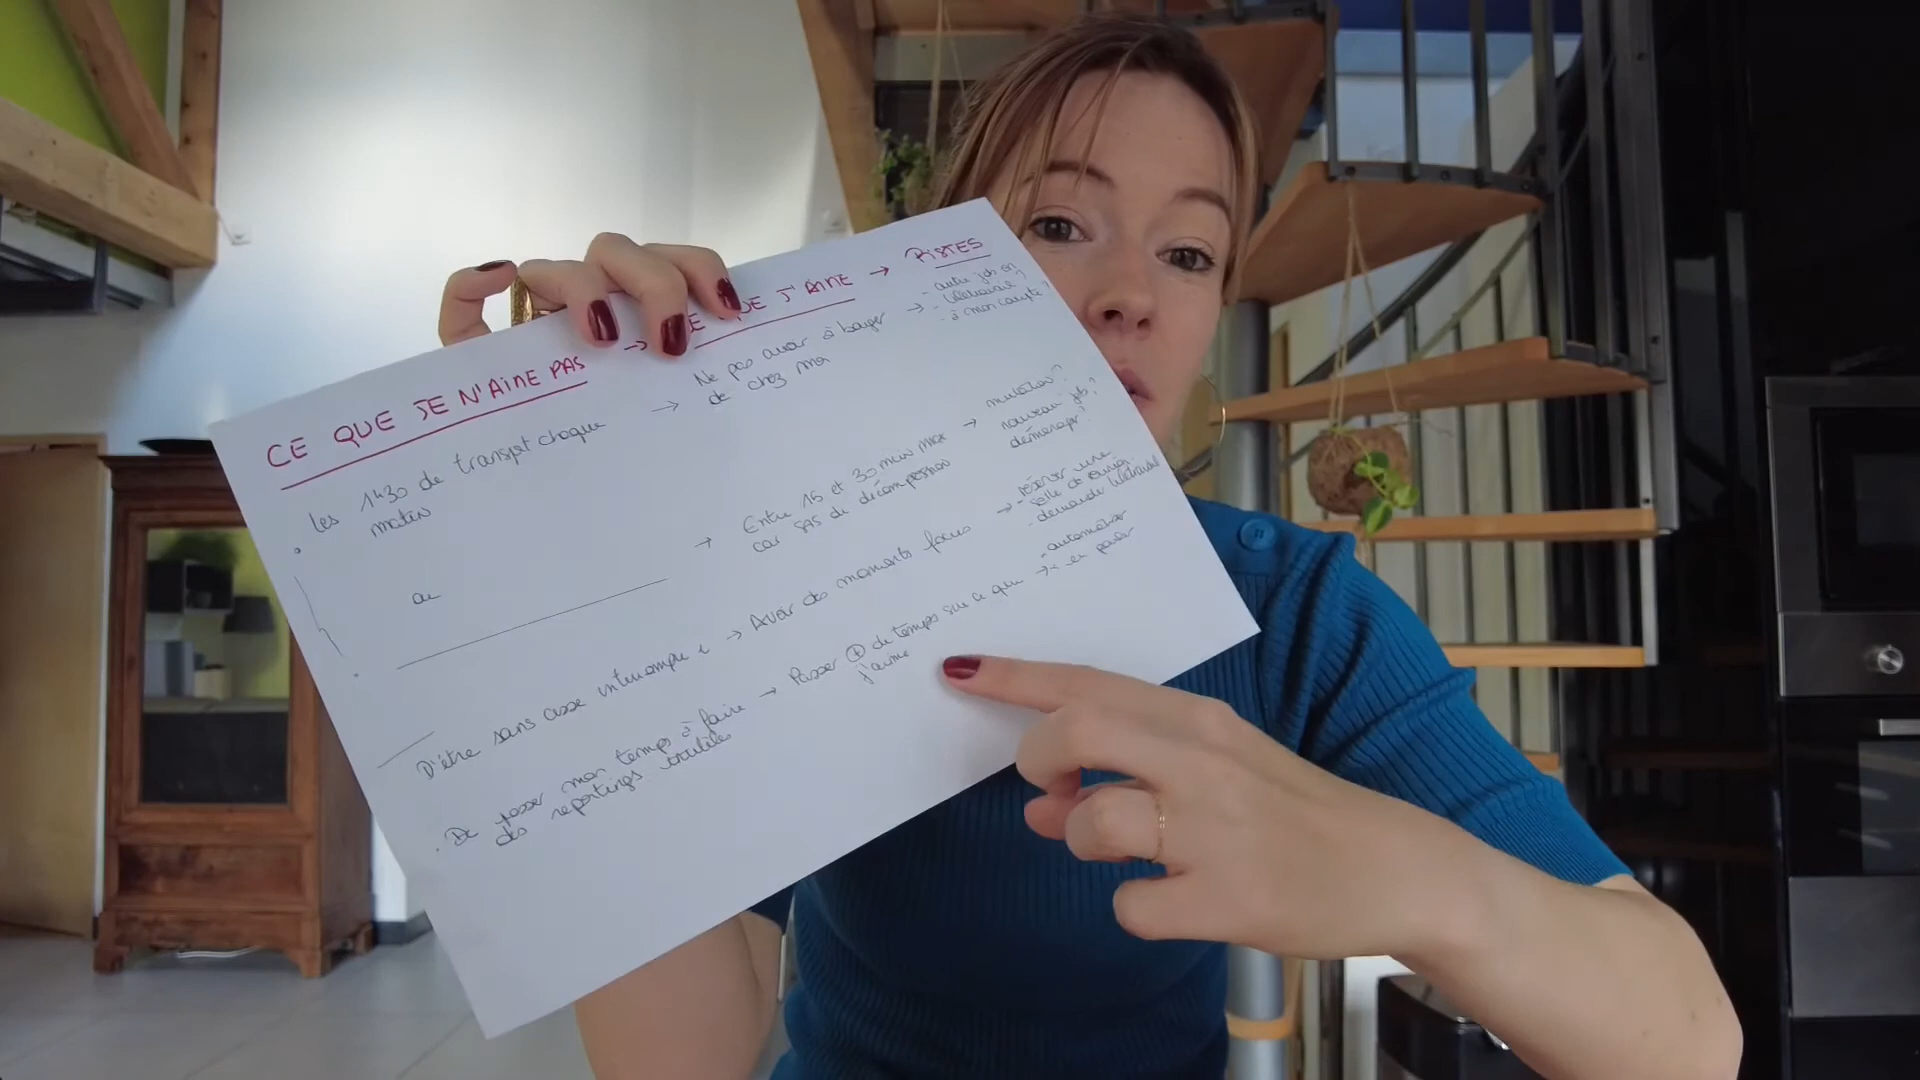 CE QUE JE N'AIME PAS → CE QUE J'AIME → PISTES
. Les 1h30 de transport chaque
matin
→ Ne pas avoir à bouger
de chez moi
→ - autre job en
télétravail?
- à mon compte?
ou
→ Entre 15 et 30 min max
car sas de décompression
→ mutation?
nouveau job?
déménager?
. D'être sans cesse interrompu
→ Avoir des moments focus
→ - réserver une
salle de réunion
- demander télétravail
. De passer mon temps à faire
des reportings inutiles
→ Passer + de temps sur ce que
j'aime
→ - automatiser
- en parler